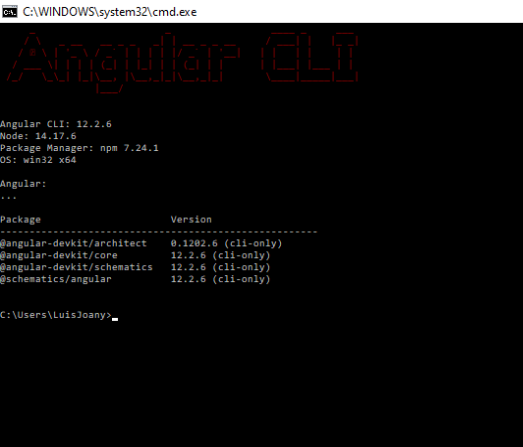 C:\WINDOWS\system32\cmd.exe
Angular CLI
Angular CLI: 12.2.6
Node: 14.17.6
Package Manager: npm 7.24.1
OS: win32 x64
Angular:
...
Package Version
------------------------------------------------------
@angular-devkit/architect 0.1202.6 (cli-only)
@angular-devkit/core 12.2.6 (cli-only)
@angular-devkit/schematics 12.2.6 (cli-only)
@schematics/angular 12.2.6 (cli-only)
C:\Users\LuisJoany>